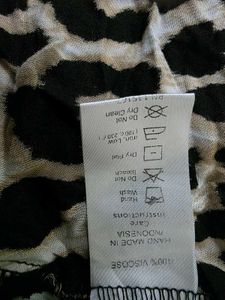 100% VISCOSE
HAND MADE IN
INDONESIA
Care
Instructions
Hand
Wash
Do Not
Bleach
Dry Flat
Iron, Low
Do Not
Dry Clean